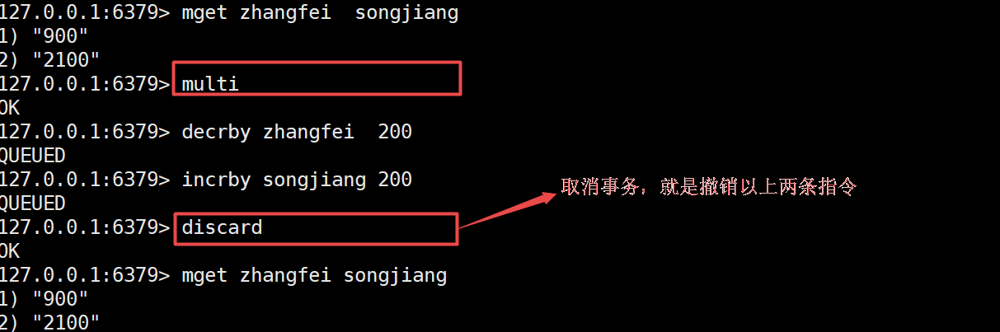 127.0.0.1:6379> mget zhangfei  songjiang
1) "900"
2) "2100"
127.0.0.1:6379> multi
OK
127.0.0.1:6379> decrby zhangfei  200
QUEUED
127.0.0.1:6379> incrby songjiang 200
QUEUED
取消事务，就是撤销以上两条指令
127.0.0.1:6379> discard
OK
127.0.0.1:6379> mget zhangfei songjiang
1) "900"
2) "2100"